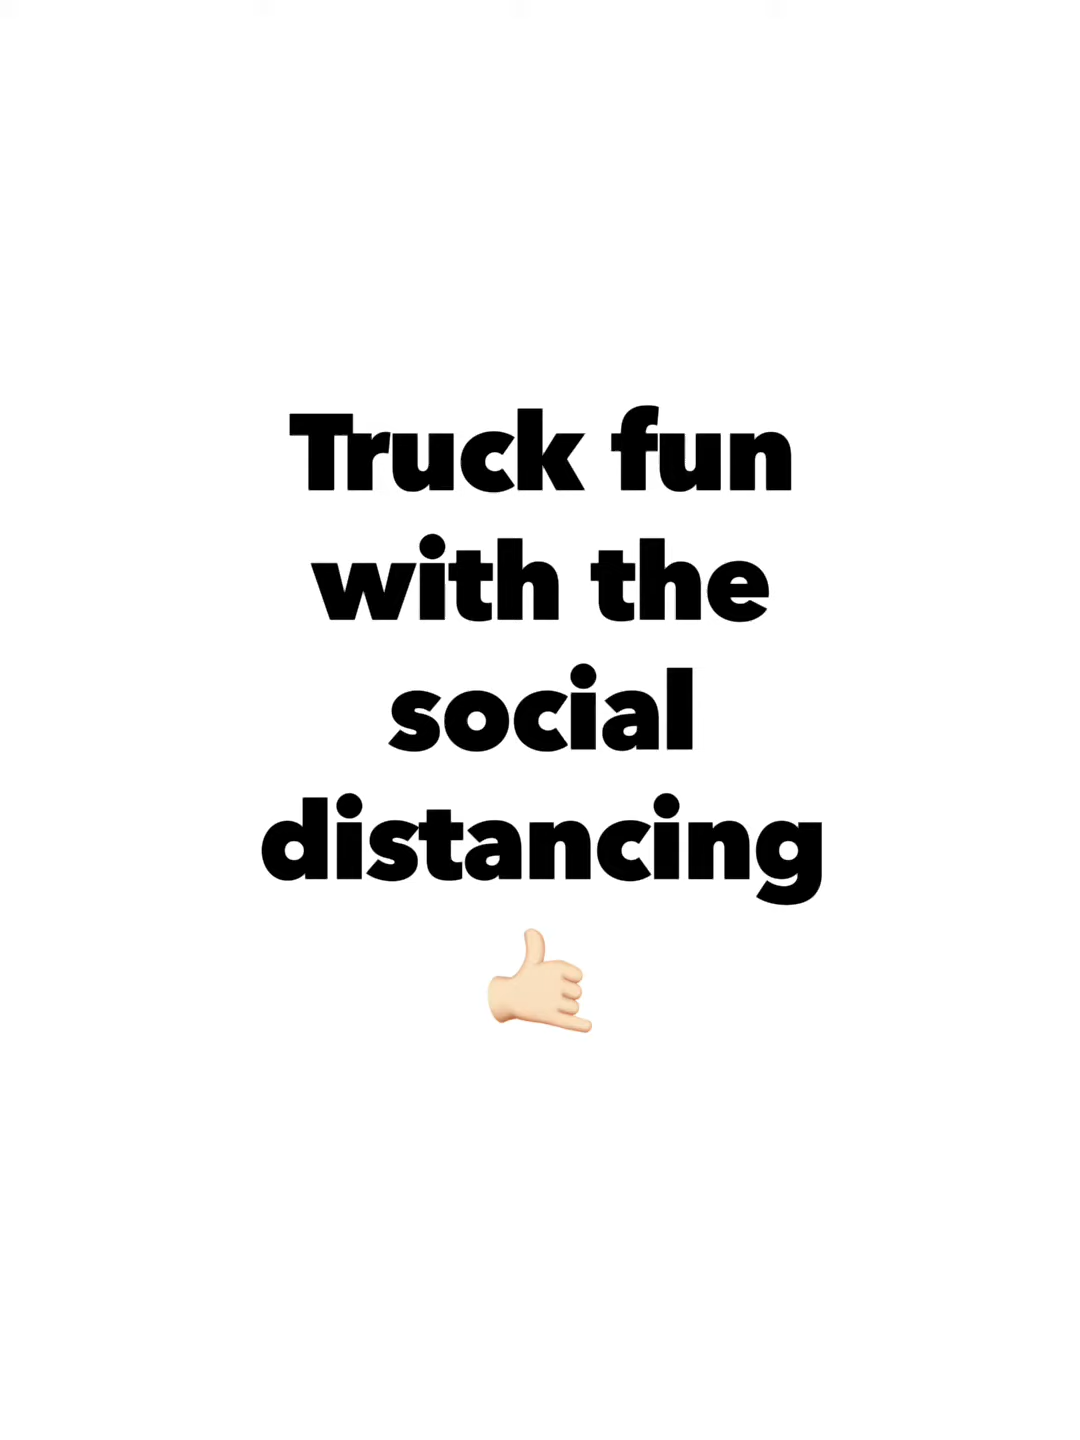 Truck fun
with the
social
distancing
🤙🏻